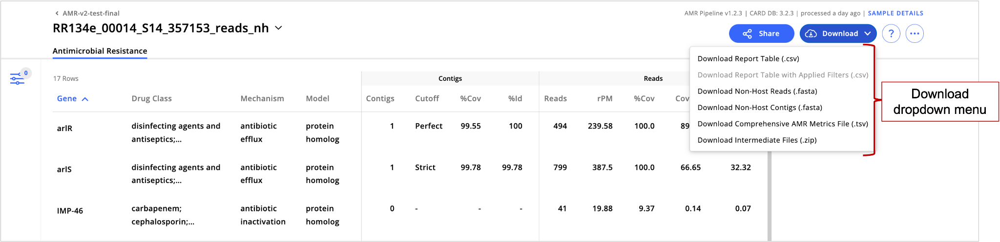 AMR-v2-test-final
AMR Pipeline v1.2.3 | CARD DB: 3.2.3 | processed a day ago | SAMPLE DETAILS
RR134e_00014_S14_357153_reads_nh
Share
Download
?
Antimicrobial Resistance
Download Report Table (.csv)
Download Report Table with Applied Filters (.csv)
Download Non-Host Reads (.fasta)
Download Non-Host Contigs (.fasta)
Download Comprehensive AMR Metrics File (.tsv)
Download Intermediate Files (.zip)
Download
dropdown menu
0
17 Rows
Contigs Reads
Gene Drug Class Mechanism Model Contigs Cutoff %Cov %Id Reads rPM %Cov Cov
arlR disinfecting agents and antibiotic protein 1 Perfect 99.55 100 494 239.58 100.0 89
antiseptics;... efflux homolog
arlS disinfecting agents and antibiotic protein 1 Strict 99.78 99.78 799 387.5 100.0 66.65 32.32
antiseptics;... efflux homolog
IMP-46 carbapenem; antibiotic protein 0 - - - 41 19.88 9.37 0.14 0.07
cephalosporin;... inactivation homolog